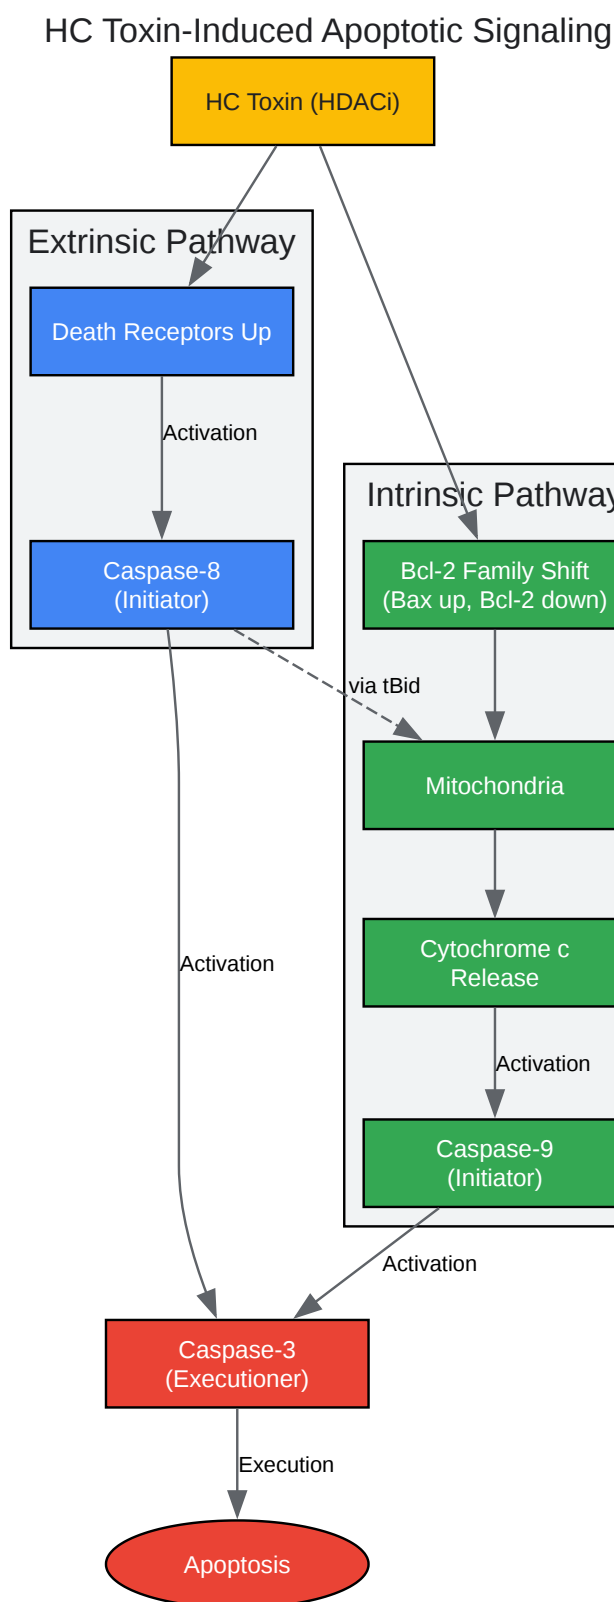 HC Toxin-Induced Apoptotic Signaling
HC Toxin (HDACi)
Extrinsic Pathway
Death Receptors Up
Activation
Caspase-8
(Initiator)
Intrinsic Pathway
Bcl-2 Family Shift
(Bax up, Bcl-2 down)
via tBid
Mitochondria
Cytochrome c
Release
Activation
Activation
Caspase-9
(Initiator)
Activation
Caspase-3
(Executioner)
Execution
Apoptosis